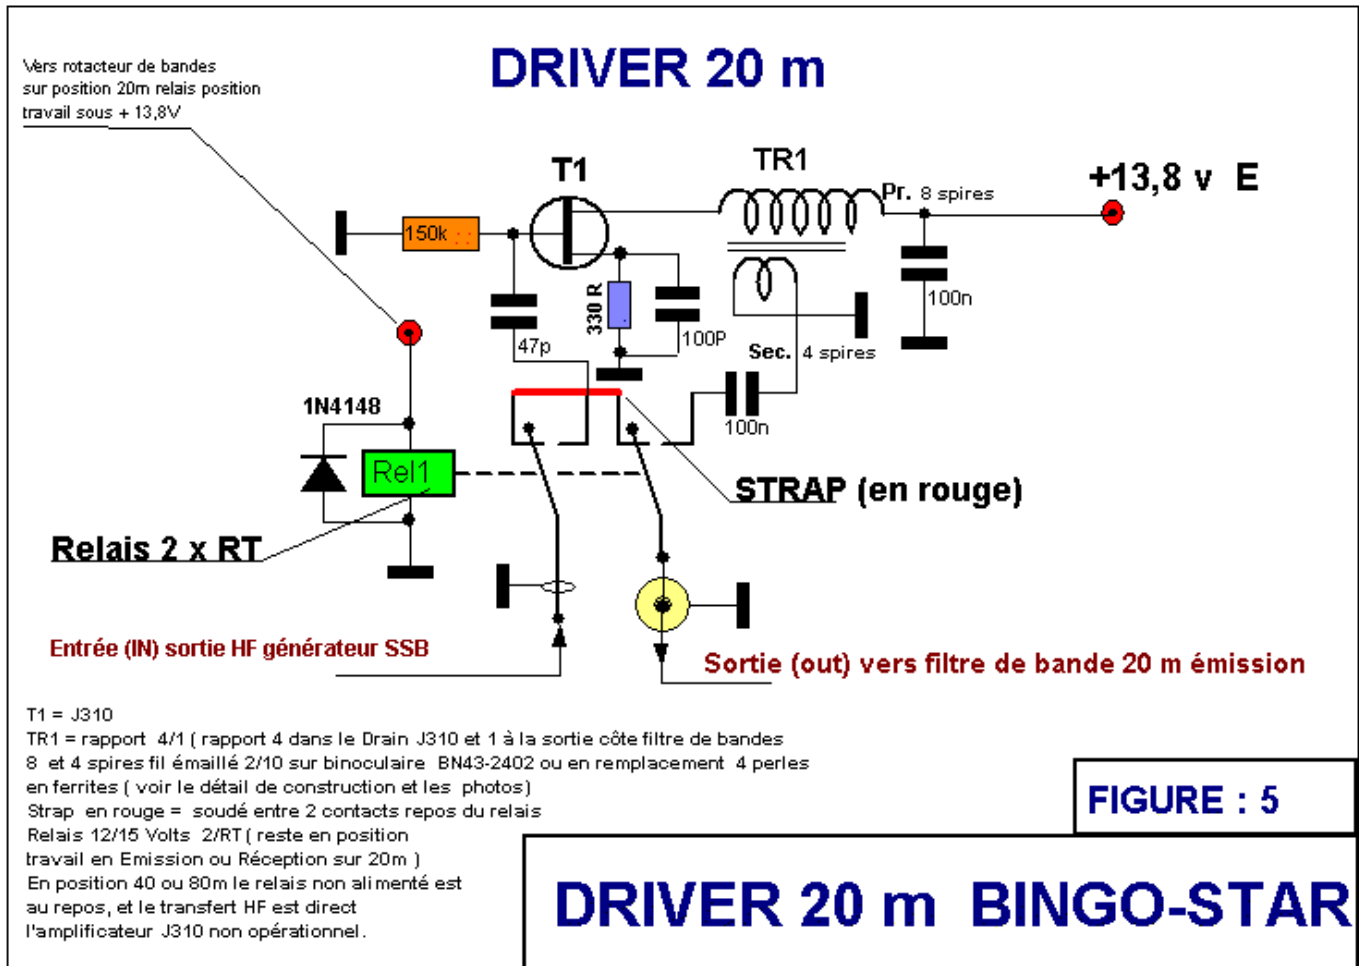 DRIVER 20 m
Vers rotacteur de bandes
sur position 20m relais position
travail sous + 13,8V
T1
TR1
+13,8 v E
Pr. 8 spires
150k
330 R
100n
47p
100P
Sec. 4 spires
1N4148
100n
Rel1
STRAP (en rouge)
Relais 2 x RT
Entrée (IN) sortie HF générateur SSB
Sortie (out) vers filtre de bande 20 m émission
T1 = J310
TR1 = rapport 4/1 ( rapport 4 dans le Drain J310 et 1 à la sortie côte filtre de bandes
8 et 4 spires fil émaillé 2/10 sur binoculaire BN43-2402 ou en remplacement 4 perles
en ferrites ( voir le détail de construction et les photos)
Strap en rouge = soudé entre 2 contacts repos du relais
Relais 12/15 Volts 2/RT ( reste en position
travail en Emission ou Réception sur 20m )
En position 40 ou 80m le relais non alimenté est
au repos, et le transfert HF est direct
l'amplificateur J310 non opérationnel.
FIGURE : 5
DRIVER 20 m BINGO-STAR